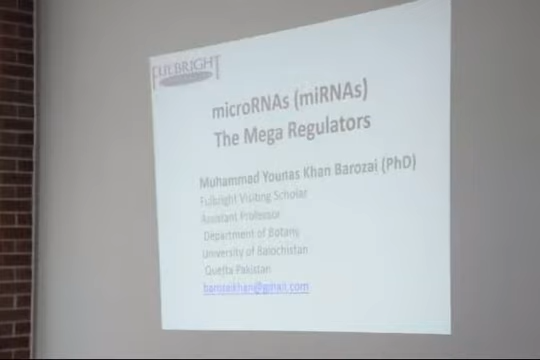 FULBRIGHT
microRNAs (miRNAs)
The Mega Regulators
Muhammad Younas Khan Barozai (PhD)
Fulbright Visiting Scholar
Assistant Professor
Department of Botany
University of Balochistan
Quetta Pakistan
barozaikhan@gmail.com